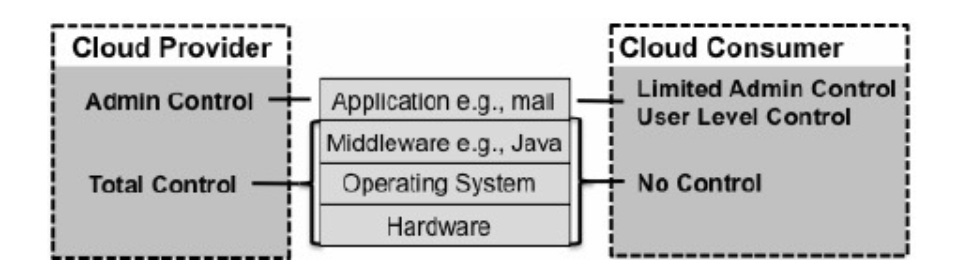 Cloud Provider
Cloud Consumer
Admin Control
Application e.g., mail
Limited Admin Control
User Level Control
Middleware e.g., Java
Total Control
Operating System
No Control
Hardware